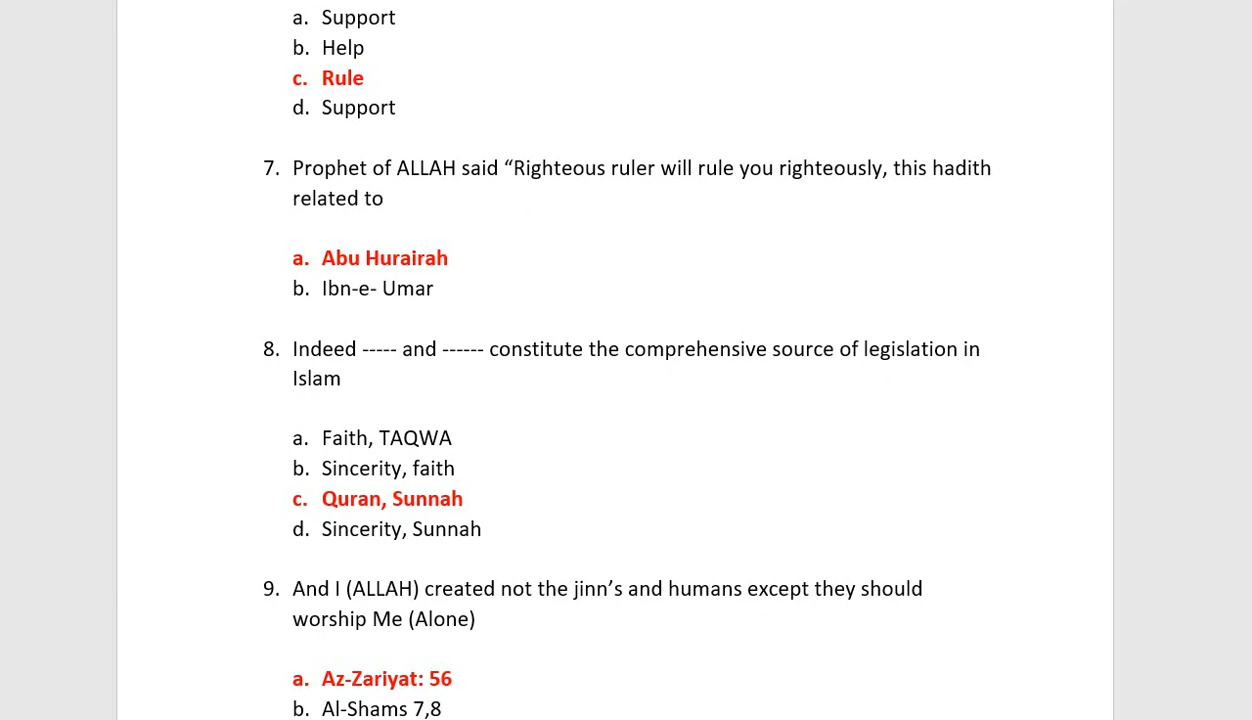 a. Support
b. Help
c. Rule
d. Support
7. Prophet of ALLAH said “Righteous ruler will rule you righteously, this hadith
related to
a. Abu Hurairah
b. Ibn-e- Umar
8. Indeed ----- and ------ constitute the comprehensive source of legislation in
Islam
a. Faith, TAQWA
b. Sincerity, faith
c. Quran, Sunnah
d. Sincerity, Sunnah
9. And I (ALLAH) created not the jinn’s and humans except they should
worship Me (Alone)
a. Az-Zariyat: 56
b. Al-Shams 7,8